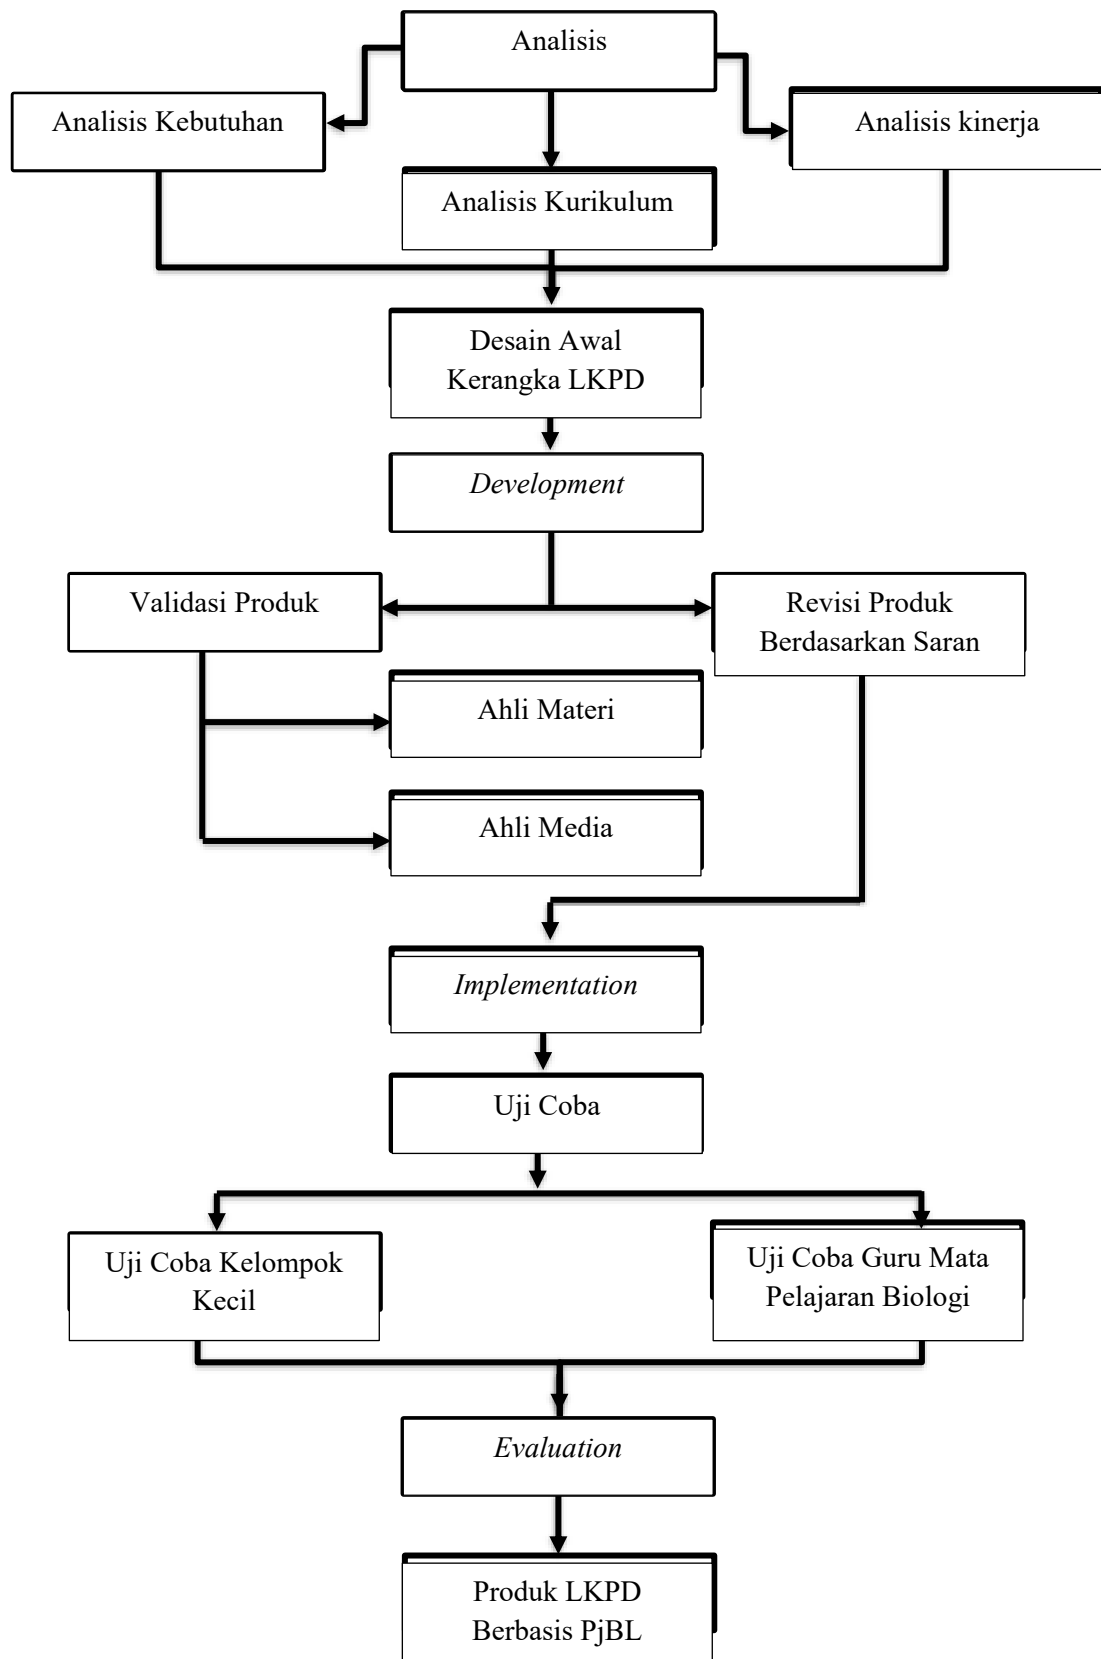 Analisis
Analisis Kebutuhan
Analisis kinerja
Analisis Kurikulum
Desain Awal
Kerangka LKPD
Development
Validasi Produk
Revisi Produk
Berdasarkan Saran
Ahli Materi
Ahli Media
Implementation
Uji Coba
Uji Coba Kelompok
Kecil
Uji Coba Guru Mata
Pelajaran Biologi
Evaluation
Produk LKPD
Berbasis PjBL